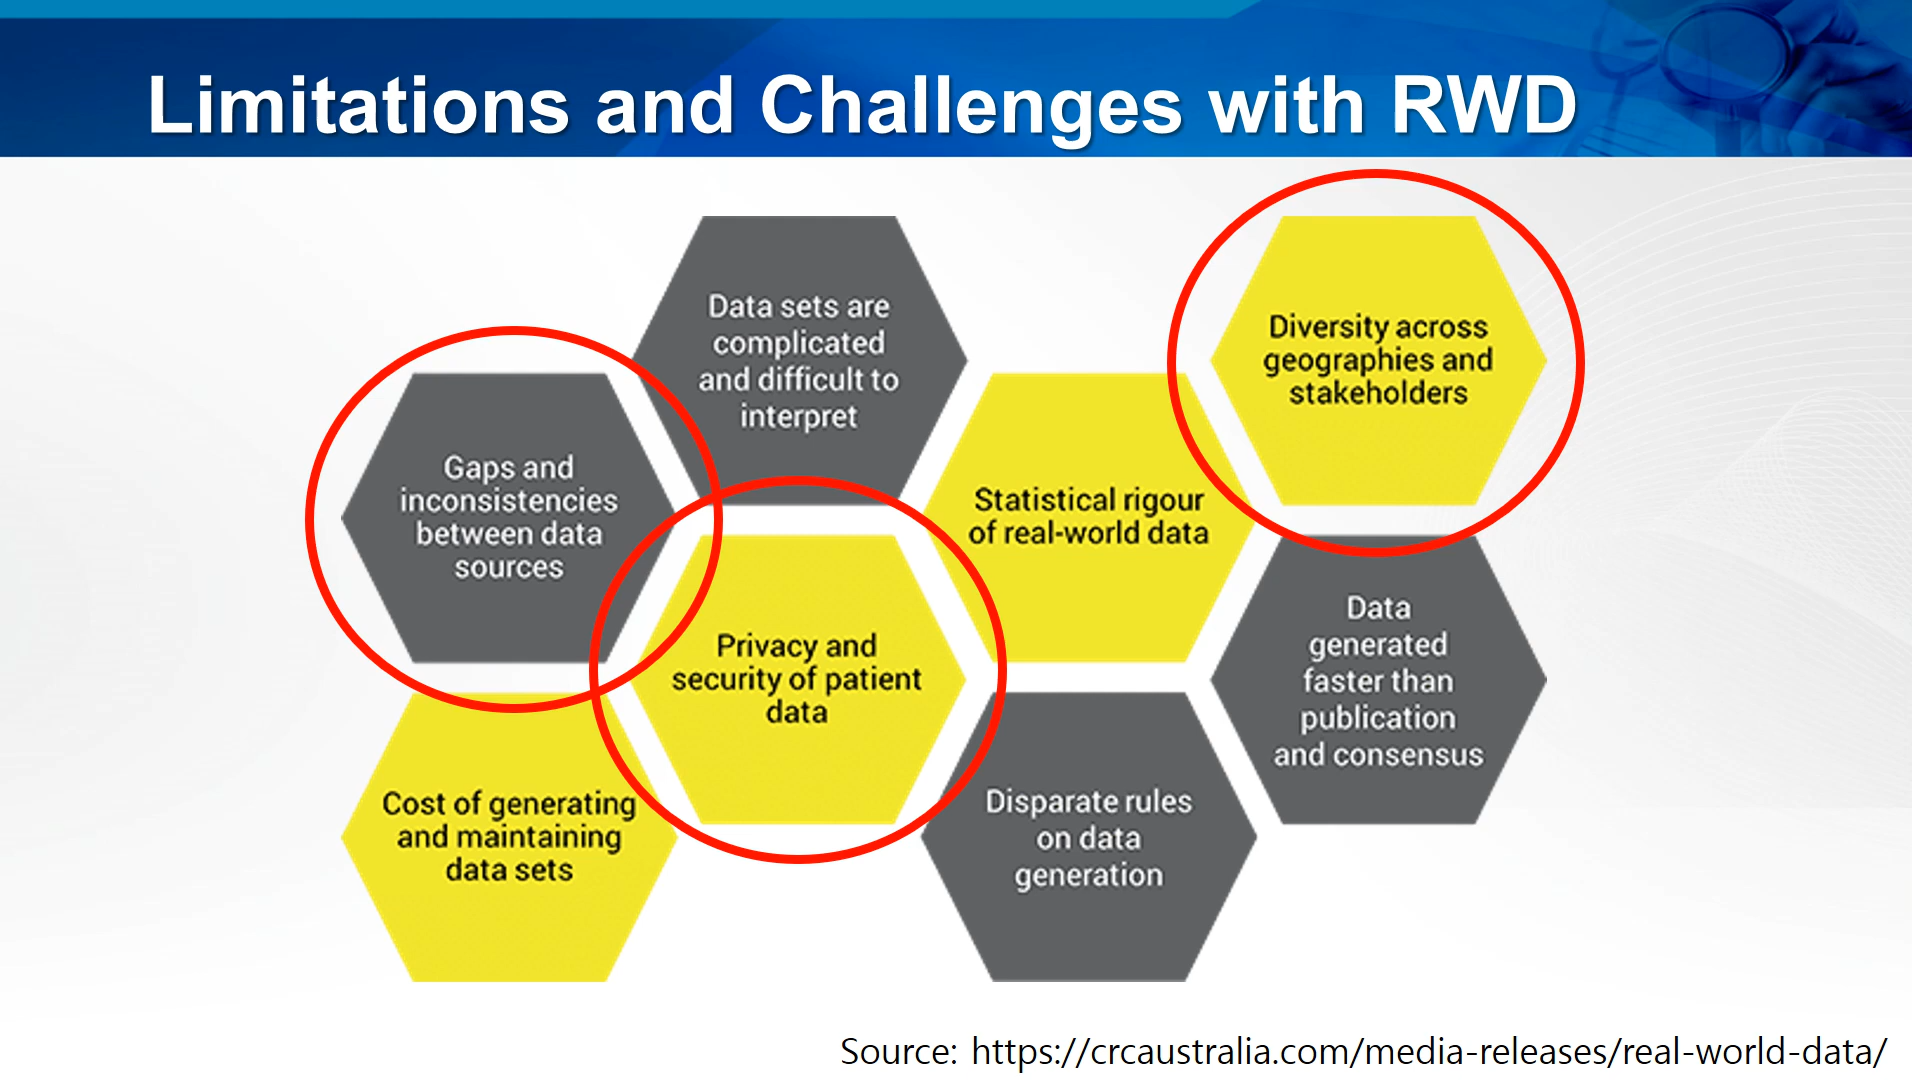 Limitations and Challenges with RWD
Data sets are
complicated
and difficult to
interpret
Diversity across
geographies and
stakeholders
Gaps and
inconsistencies
between data
sources
Statistical rigour
of real-world data
Privacy and
security of patient
data
Data
generated
faster than
publication
and consensus
Cost of generating
and maintaining
data sets
Disparate rules
on data
generation
Source: https://crcaustralia.com/media-releases/real-world-data/